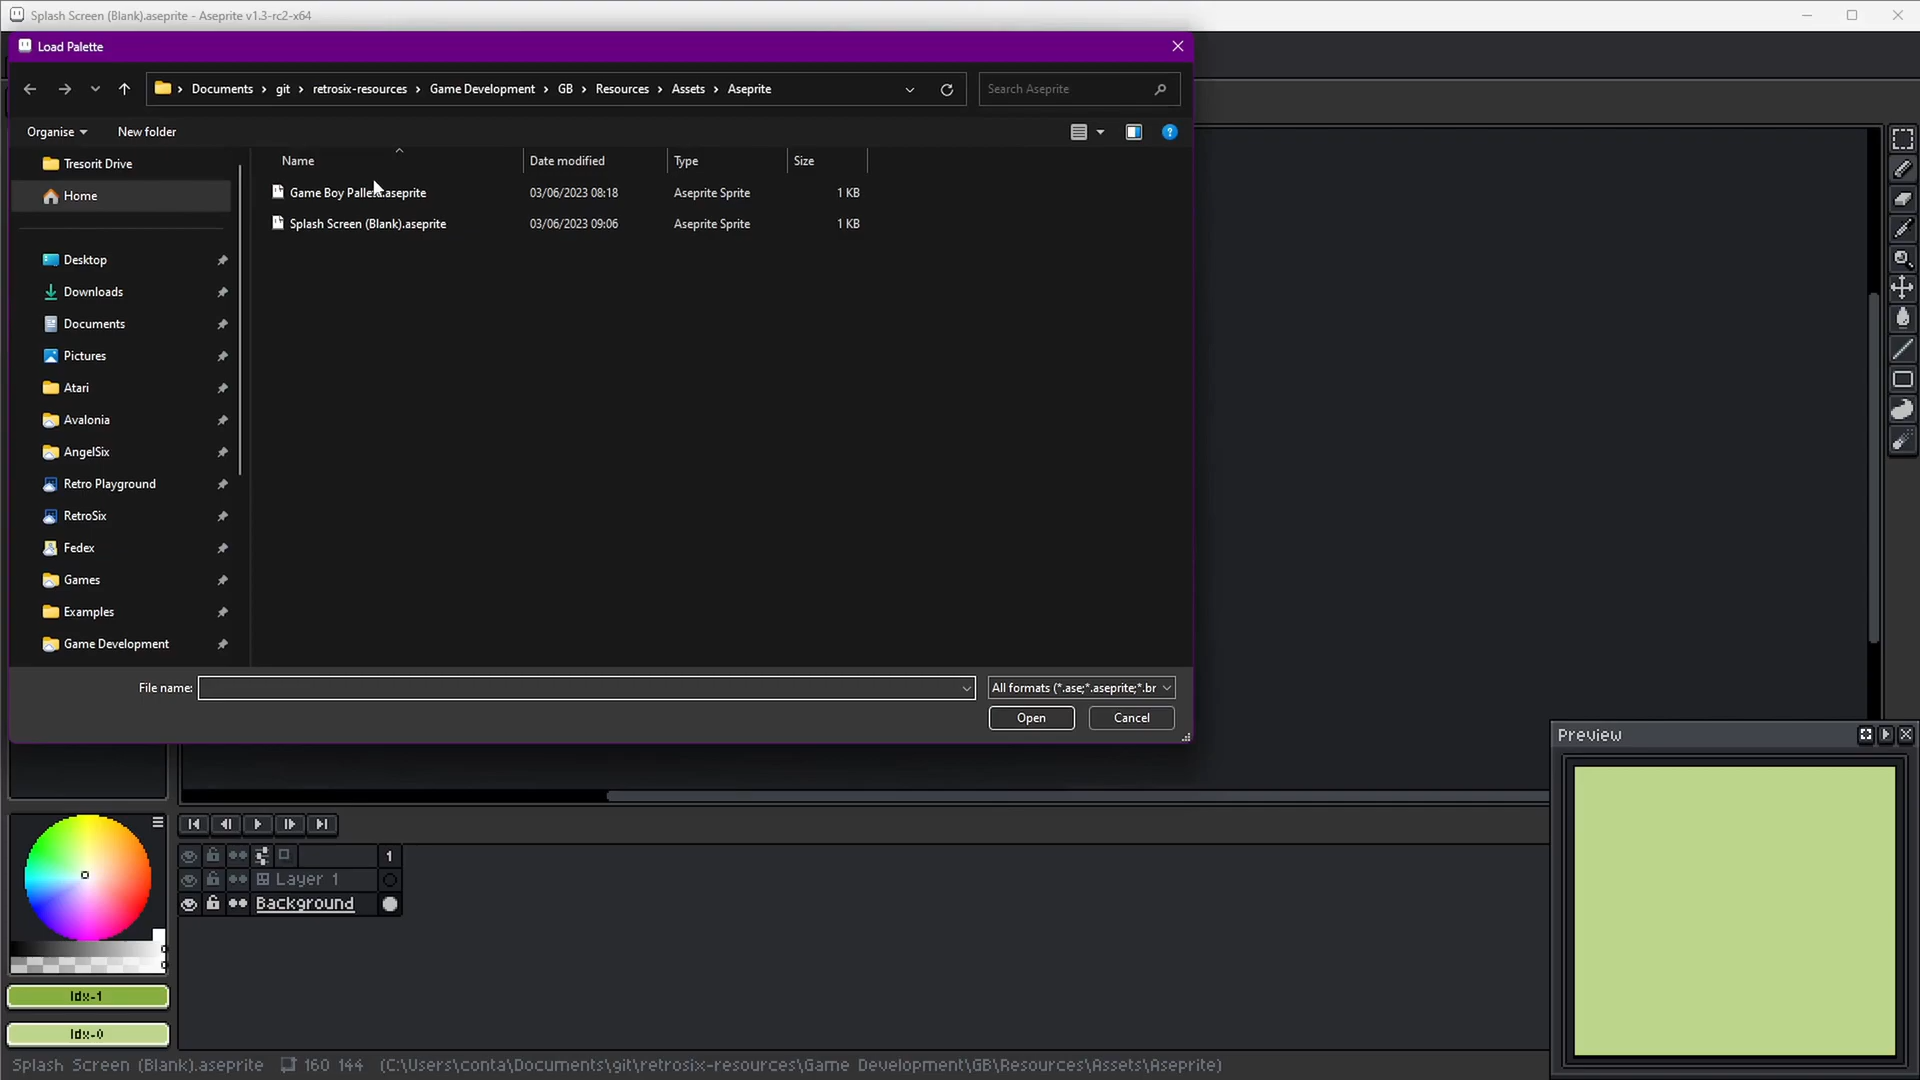 Splash Screen (Blank).aseprite - Aseprite v1.3-rc2-x64
Load Palette
Documents > git > retrosix-resources > Game Development > GB > Resources > Assets > Aseprite
Search Aseprite
Organise
New folder
Name
Date modified
Type
Size
Tresorit Drive
Home
Game Boy Pallett.aseprite 03/06/2023 08:18 Aseprite Sprite 1 KB
Splash Screen (Blank).aseprite 03/06/2023 09:06 Aseprite Sprite 1 KB
Desktop
Downloads
Documents
Pictures
Atari
Avalonia
AngelSix
Retro Playground
RetroSix
Fedex
Games
Examples
Game Development
File name:
All formats (*.ase;*.aseprite;*.br
Open
Cancel
Preview
1
Layer 1
Background
Idx-1
Idx-0
Splash Screen (Blank).aseprite 160 144 (C:\Users\conta\Documents\git\retrosix-resources\Game Development\GB\Resources\Assets\Aseprite)